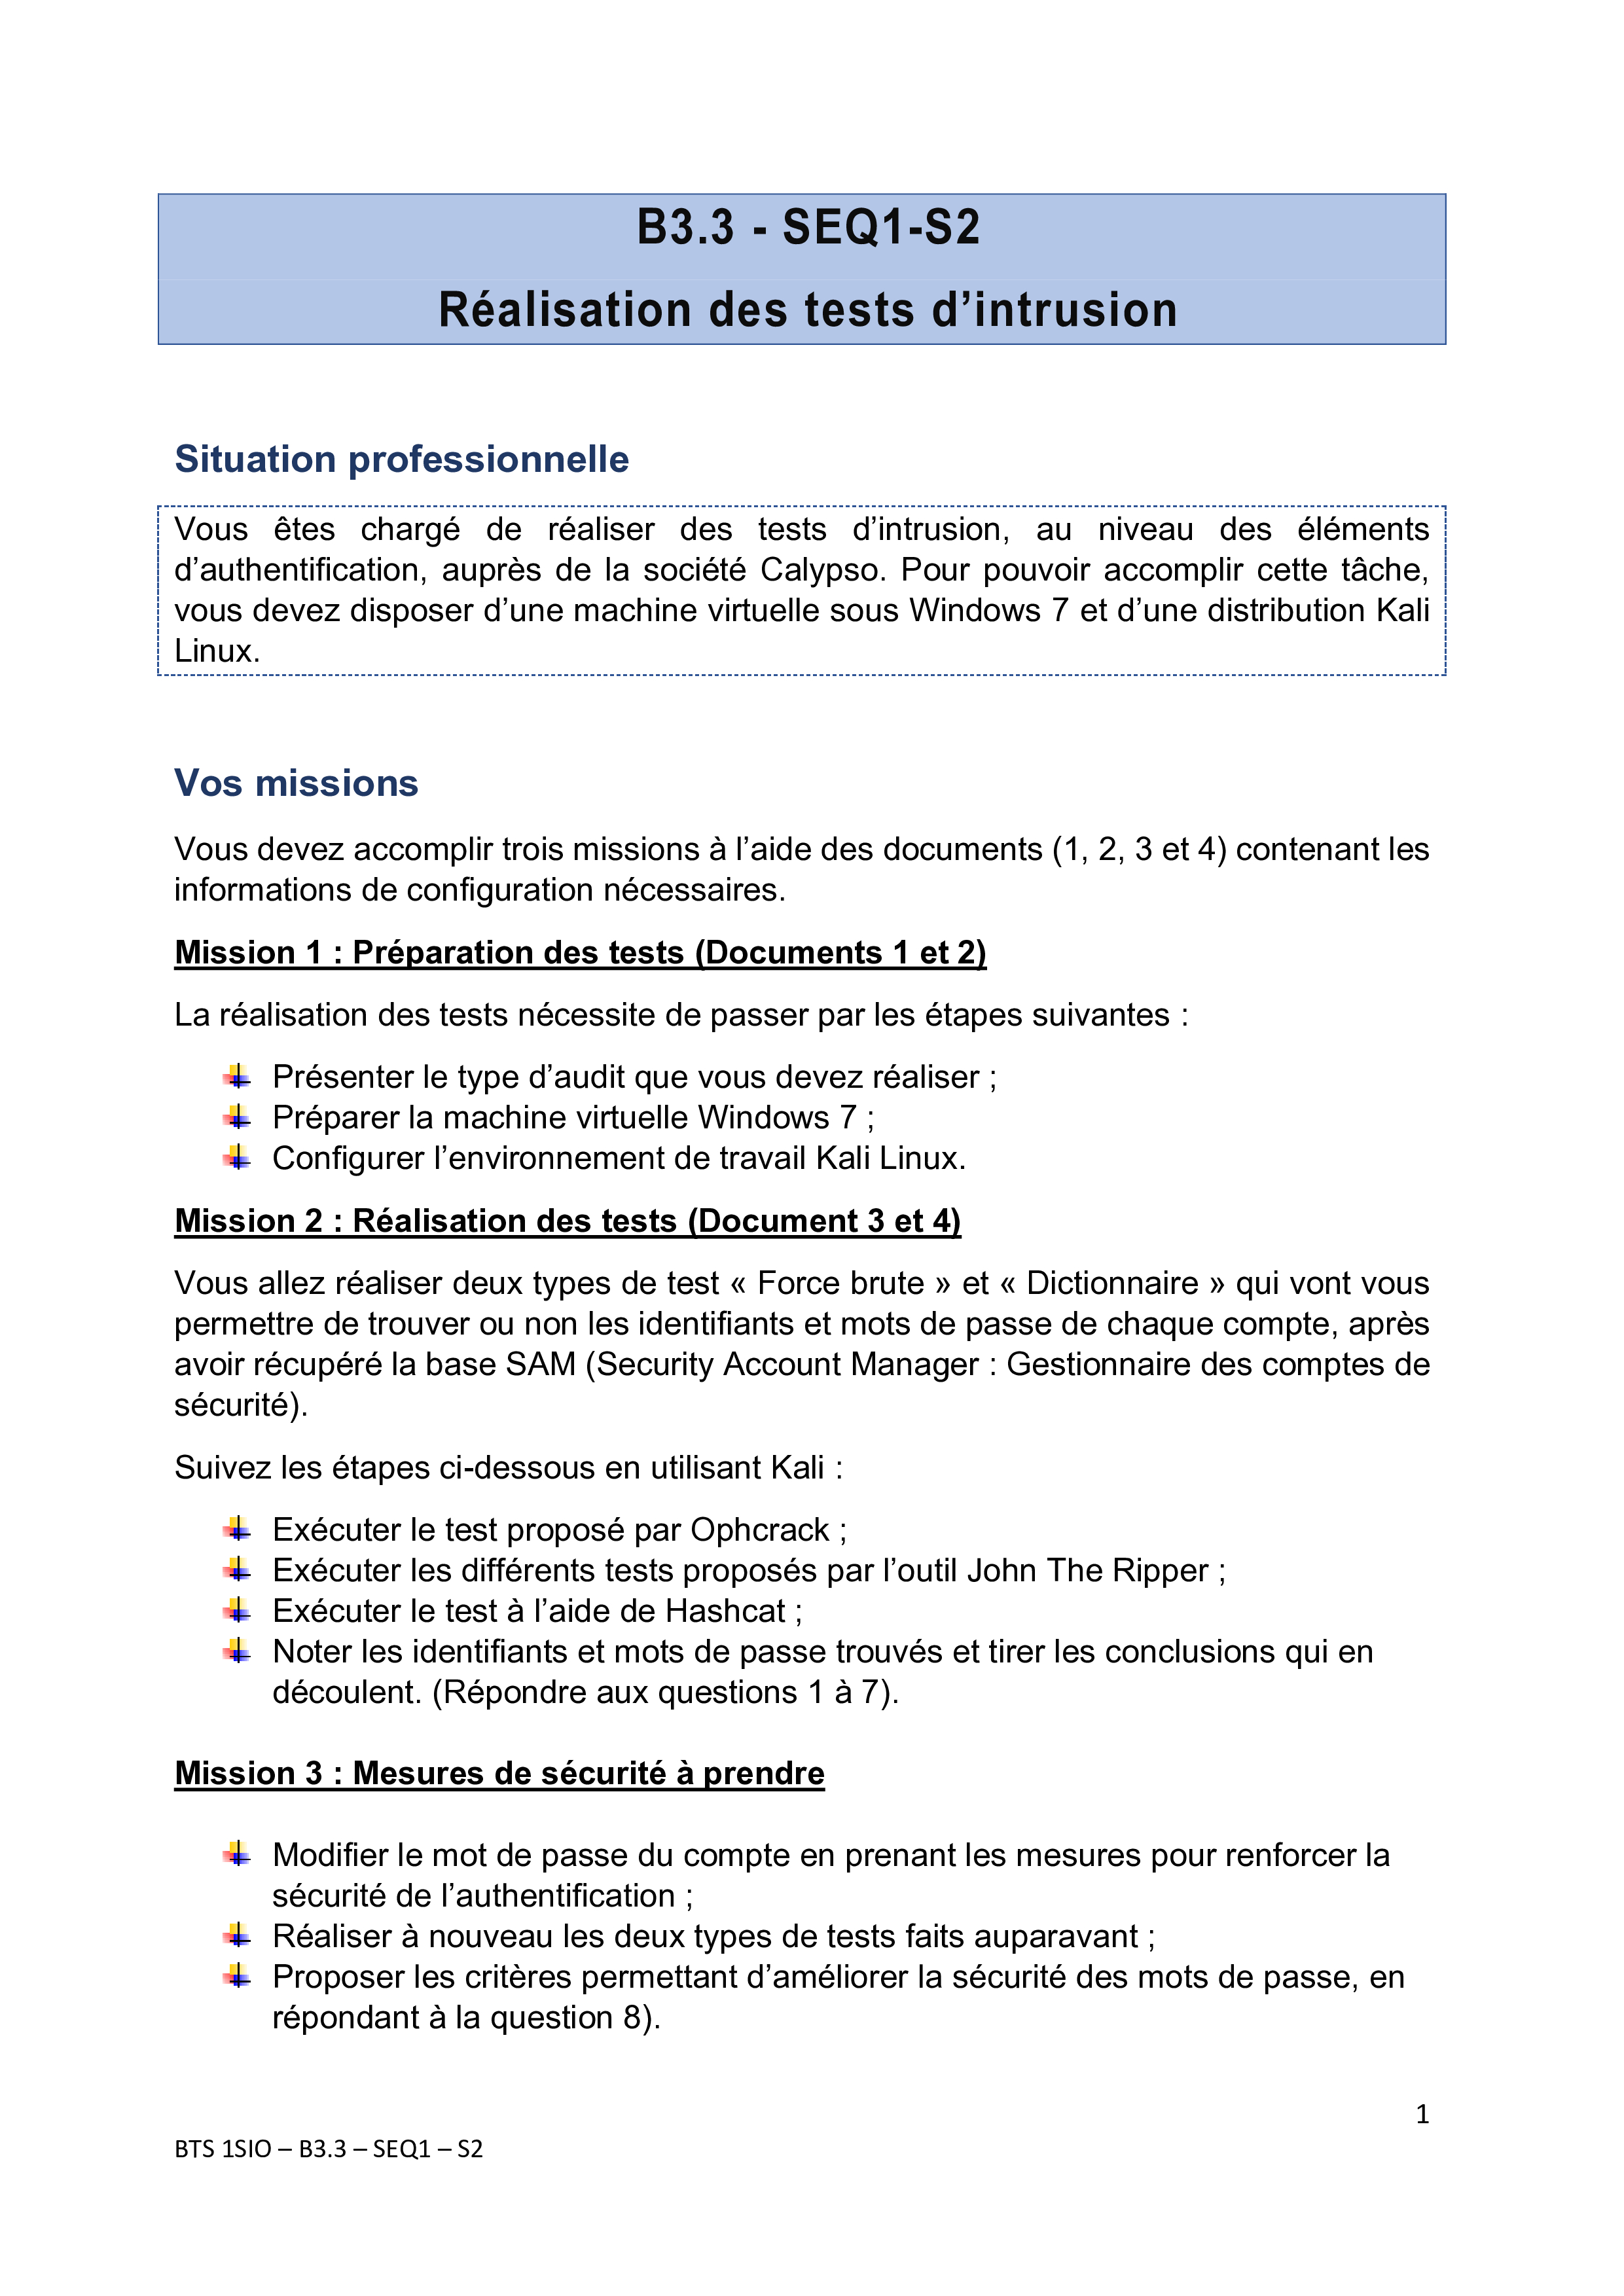 B3.3 - SEQ1-S2
Réalisation des tests d’intrusion
Situation professionnelle
Vous êtes chargé de réaliser des tests d’intrusion, au niveau des éléments
d’authentification, auprès de la société Calypso. Pour pouvoir accomplir cette tâche,
vous devez disposer d’une machine virtuelle sous Windows 7 et d’une distribution Kali
Linux.
Vos missions
Vous devez accomplir trois missions à l’aide des documents (1, 2, 3 et 4) contenant les
informations de configuration nécessaires.
Mission 1 : Préparation des tests (Documents 1 et 2)
La réalisation des tests nécessite de passer par les étapes suivantes :
Présenter le type d’audit que vous devez réaliser ;
Préparer la machine virtuelle Windows 7 ;
Configurer l’environnement de travail Kali Linux.
Mission 2 : Réalisation des tests (Document 3 et 4)
Vous allez réaliser deux types de test « Force brute » et « Dictionnaire » qui vont vous
permettre de trouver ou non les identifiants et mots de passe de chaque compte, après
avoir récupéré la base SAM (Security Account Manager : Gestionnaire des comptes de
sécurité).
Suivez les étapes ci-dessous en utilisant Kali :
Exécuter le test proposé par Ophcrack ;
Exécuter les différents tests proposés par l’outil John The Ripper ;
Exécuter le test à l’aide de Hashcat ;
Noter les identifiants et mots de passe trouvés et tirer les conclusions qui en
découlent. (Répondre aux questions 1 à 7).
Mission 3 : Mesures de sécurité à prendre
Modifier le mot de passe du compte en prenant les mesures pour renforcer la
sécurité de l’authentification ;
Réaliser à nouveau les deux types de tests faits auparavant ;
Proposer les critères permettant d’améliorer la sécurité des mots de passe, en
répondant à la question 8).
1
BTS 1SIO – B3.3 – SEQ1 – S2